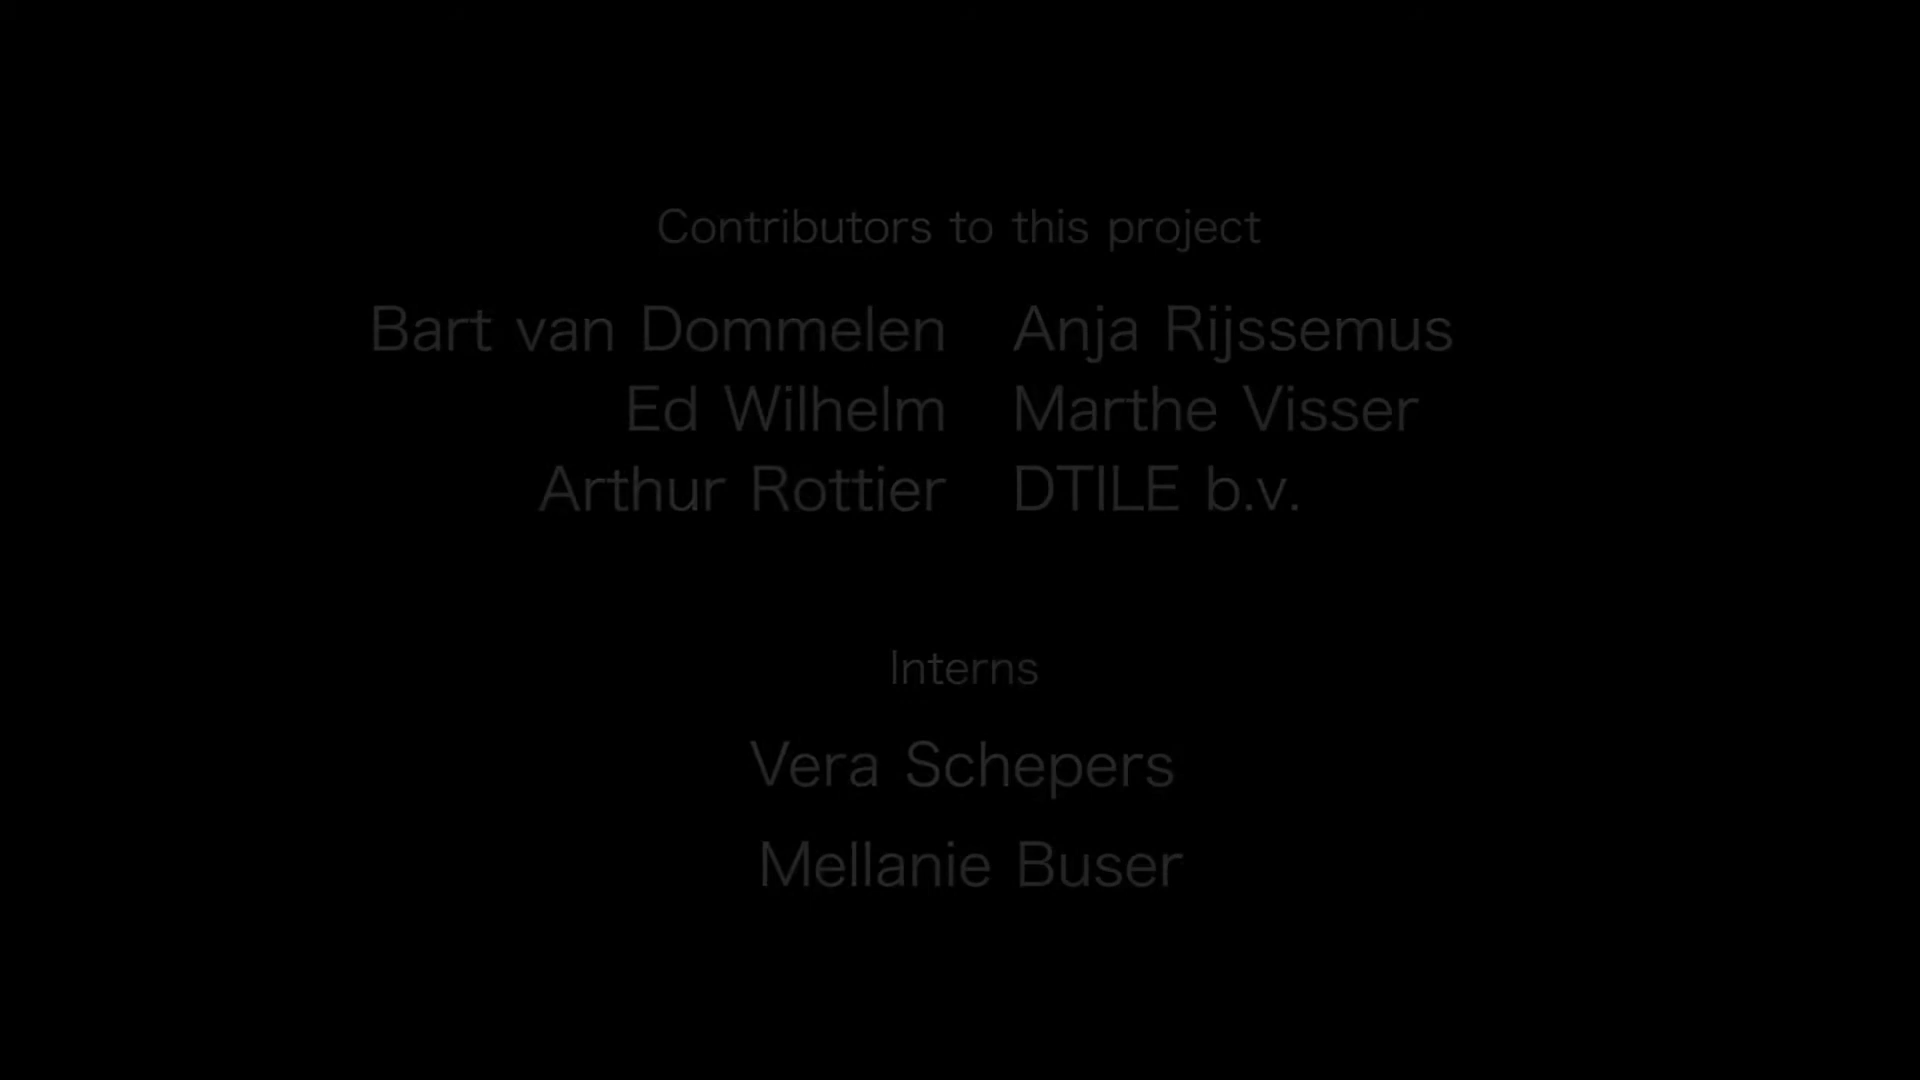 Contributors to this project
Bart van Dommelen Anja Rijssemus
Ed Wilhelm Marthe Visser
Arthur Rottier DTILE b.v.
Interns
Vera Schepers
Mellanie Buser